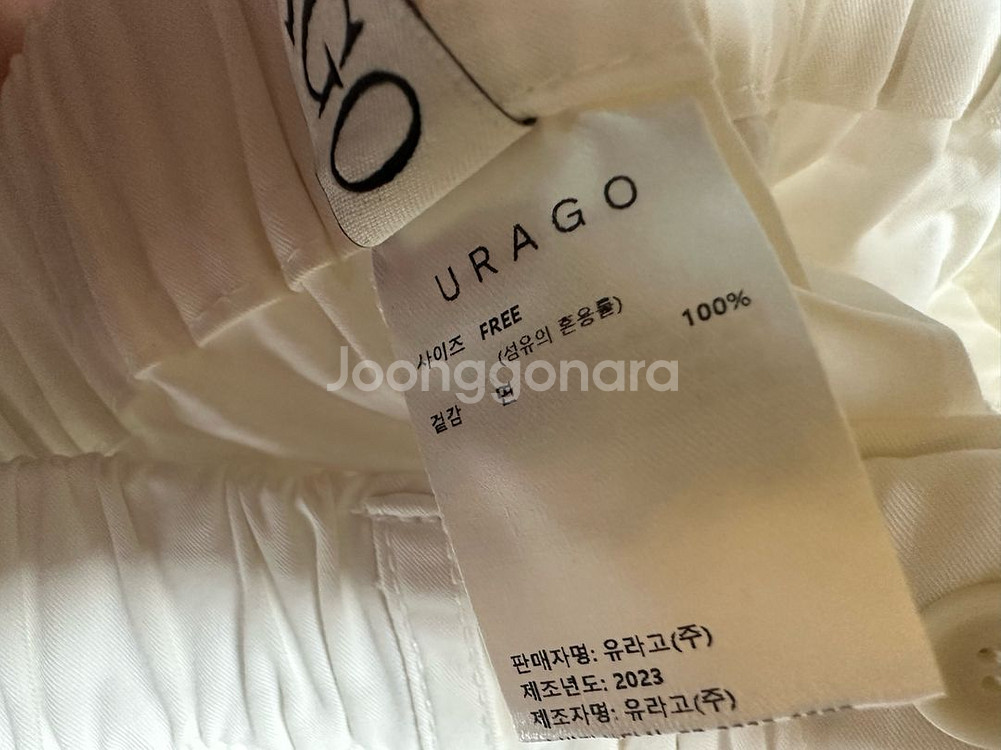 GO
URAGO
사이즈 FREE
(섬유의 혼용률) 100%
겉감 면
Joonggonara
판매자명: 유라고(주)
제조년도: 2023
제조자명: 유라고(주)